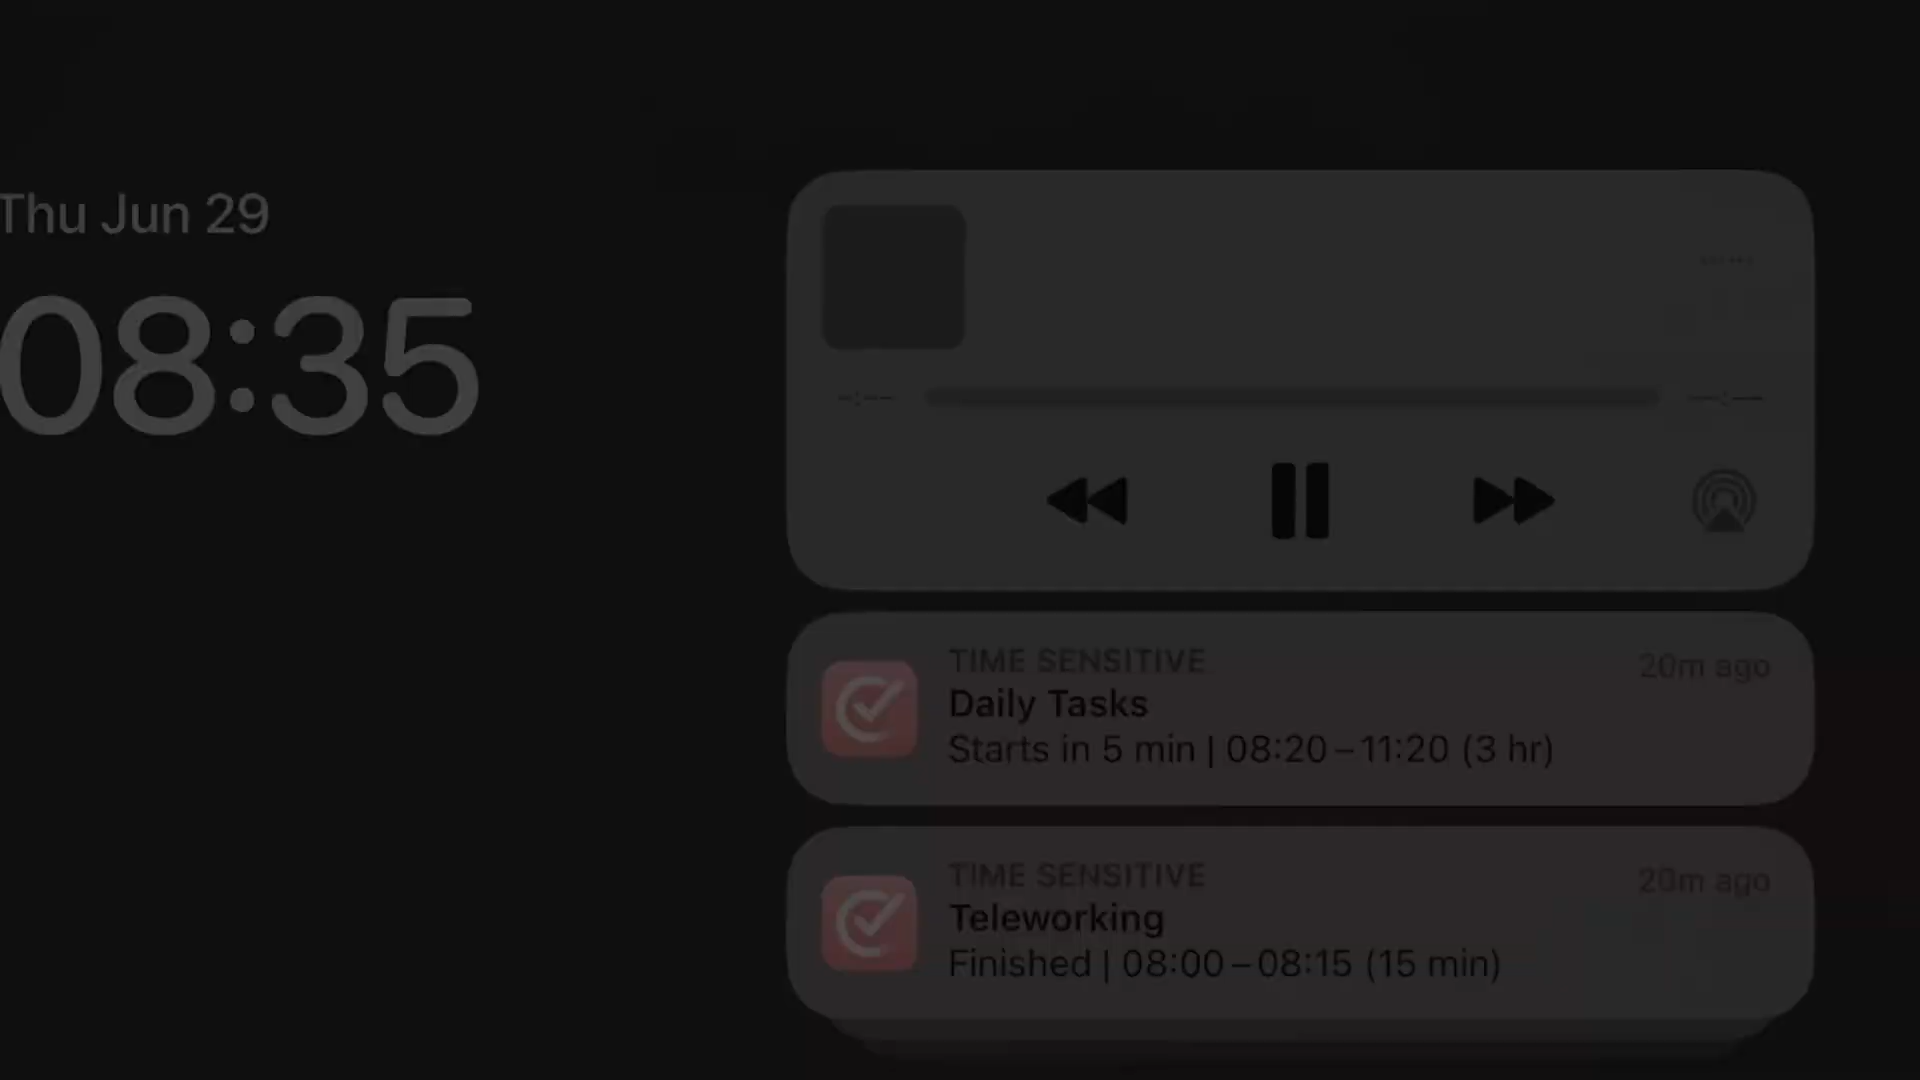 Thu Jun 29
08:35
TIME SENSITIVE
20m ago
Daily Tasks
Starts in 5 min | 08:20 – 11:20 (3 hr)
TIME SENSITIVE
20m ago
Teleworking
Finished | 08:00 – 08:15 (15 min)